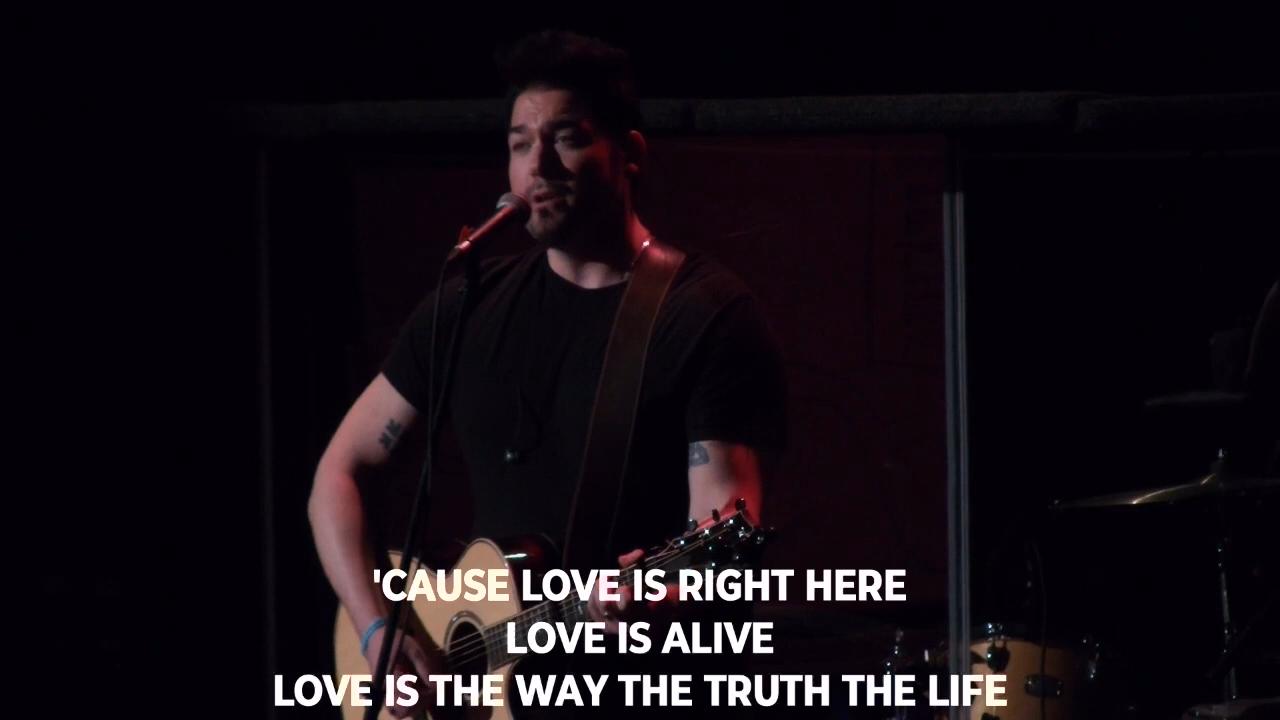 'CAUSE LOVE IS RIGHT HERE
LOVE IS ALIVE
LOVE IS THE WAY THE TRUTH THE LIFE